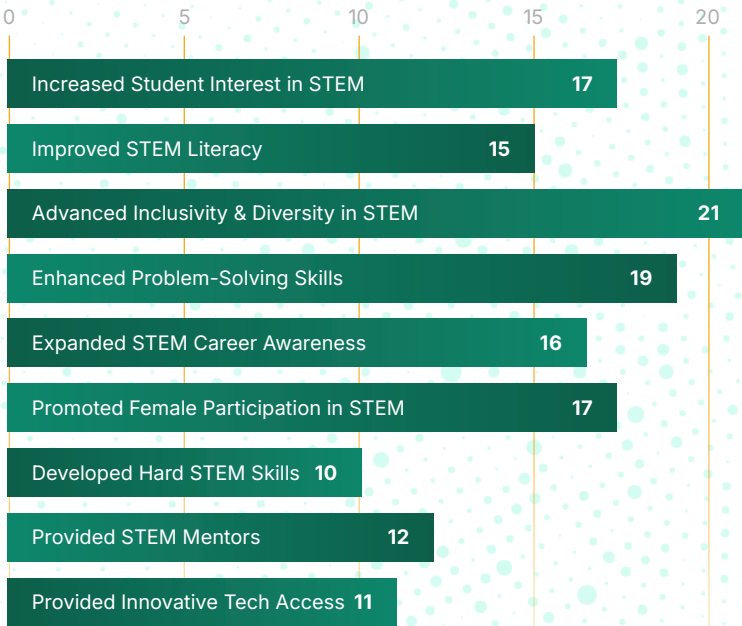 0 5 10 15 20
Increased Student Interest in STEM 17
Improved STEM Literacy 15
Advanced Inclusivity & Diversity in STEM 21
Enhanced Problem-Solving Skills 19
Expanded STEM Career Awareness 16
Promoted Female Participation in STEM 17
Developed Hard STEM Skills 10
Provided STEM Mentors 12
Provided Innovative Tech Access 11